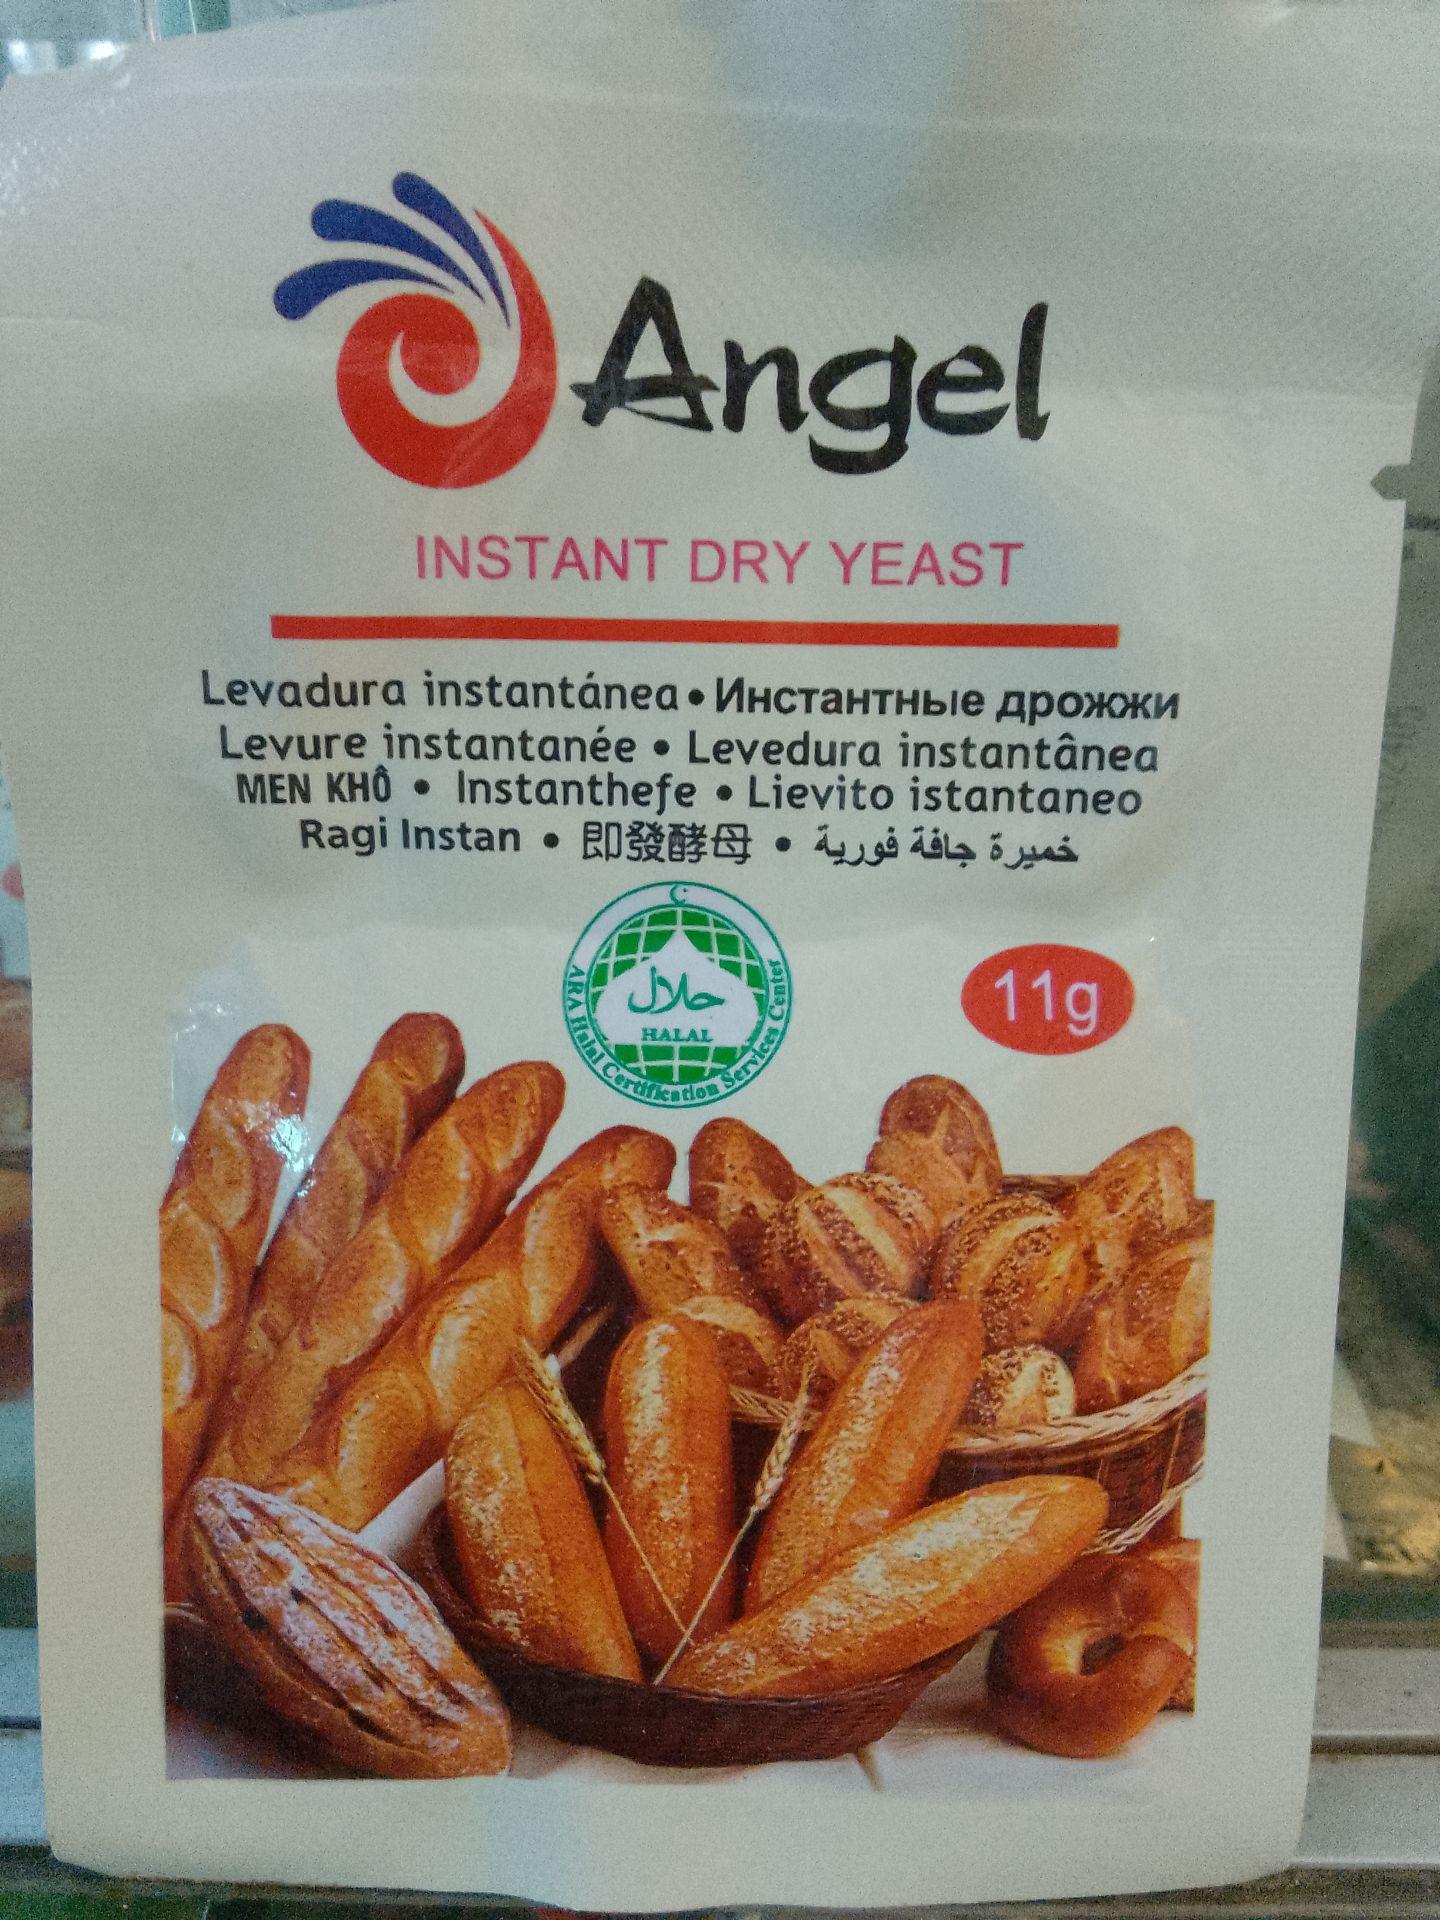 Angel
INSTANT DRY YEAST
Levadura instantánea • Инстантные дрожжи
Levure instantanée • Levedura instantânea
MEN KHÔ • Instanthefe • Lievito istantaneo
Ragi Instan • 即發酵母 • خميرة جافة فورية
حلال
HALAL
ARA Halal Certification Services Center
11g